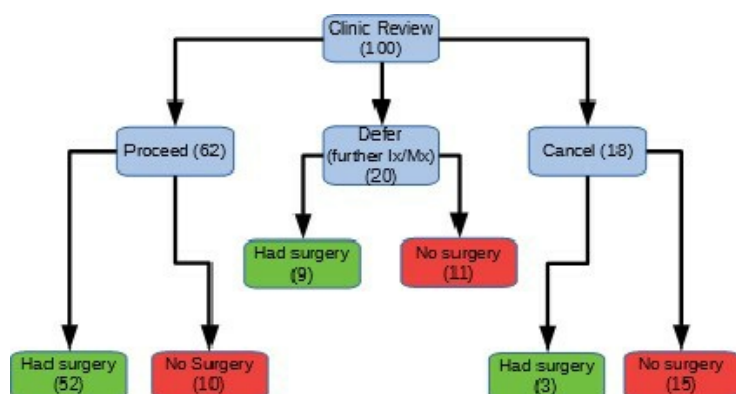 Clinic Review
(100)
Proceed (62)
Defer
(further Ix/Mx)
(20)
Cancel (18)
Had surgery
(9)
No surgery
(11)
Had surgery
(52)
No Surgery
(10)
Had surgery
(3)
No surgery
(15)